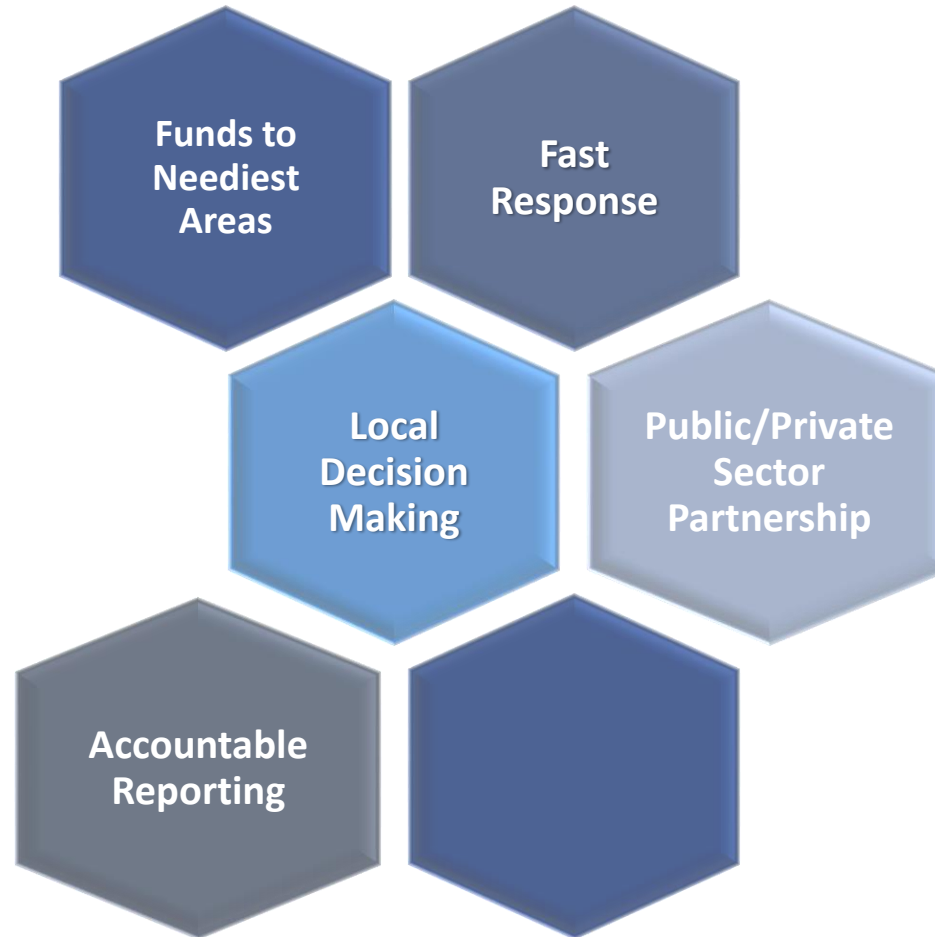 Funds to
Neediest
Areas
Fast
Response
Local
Decision
Making
Public/Private
Sector
Partnership
Accountable
Reporting